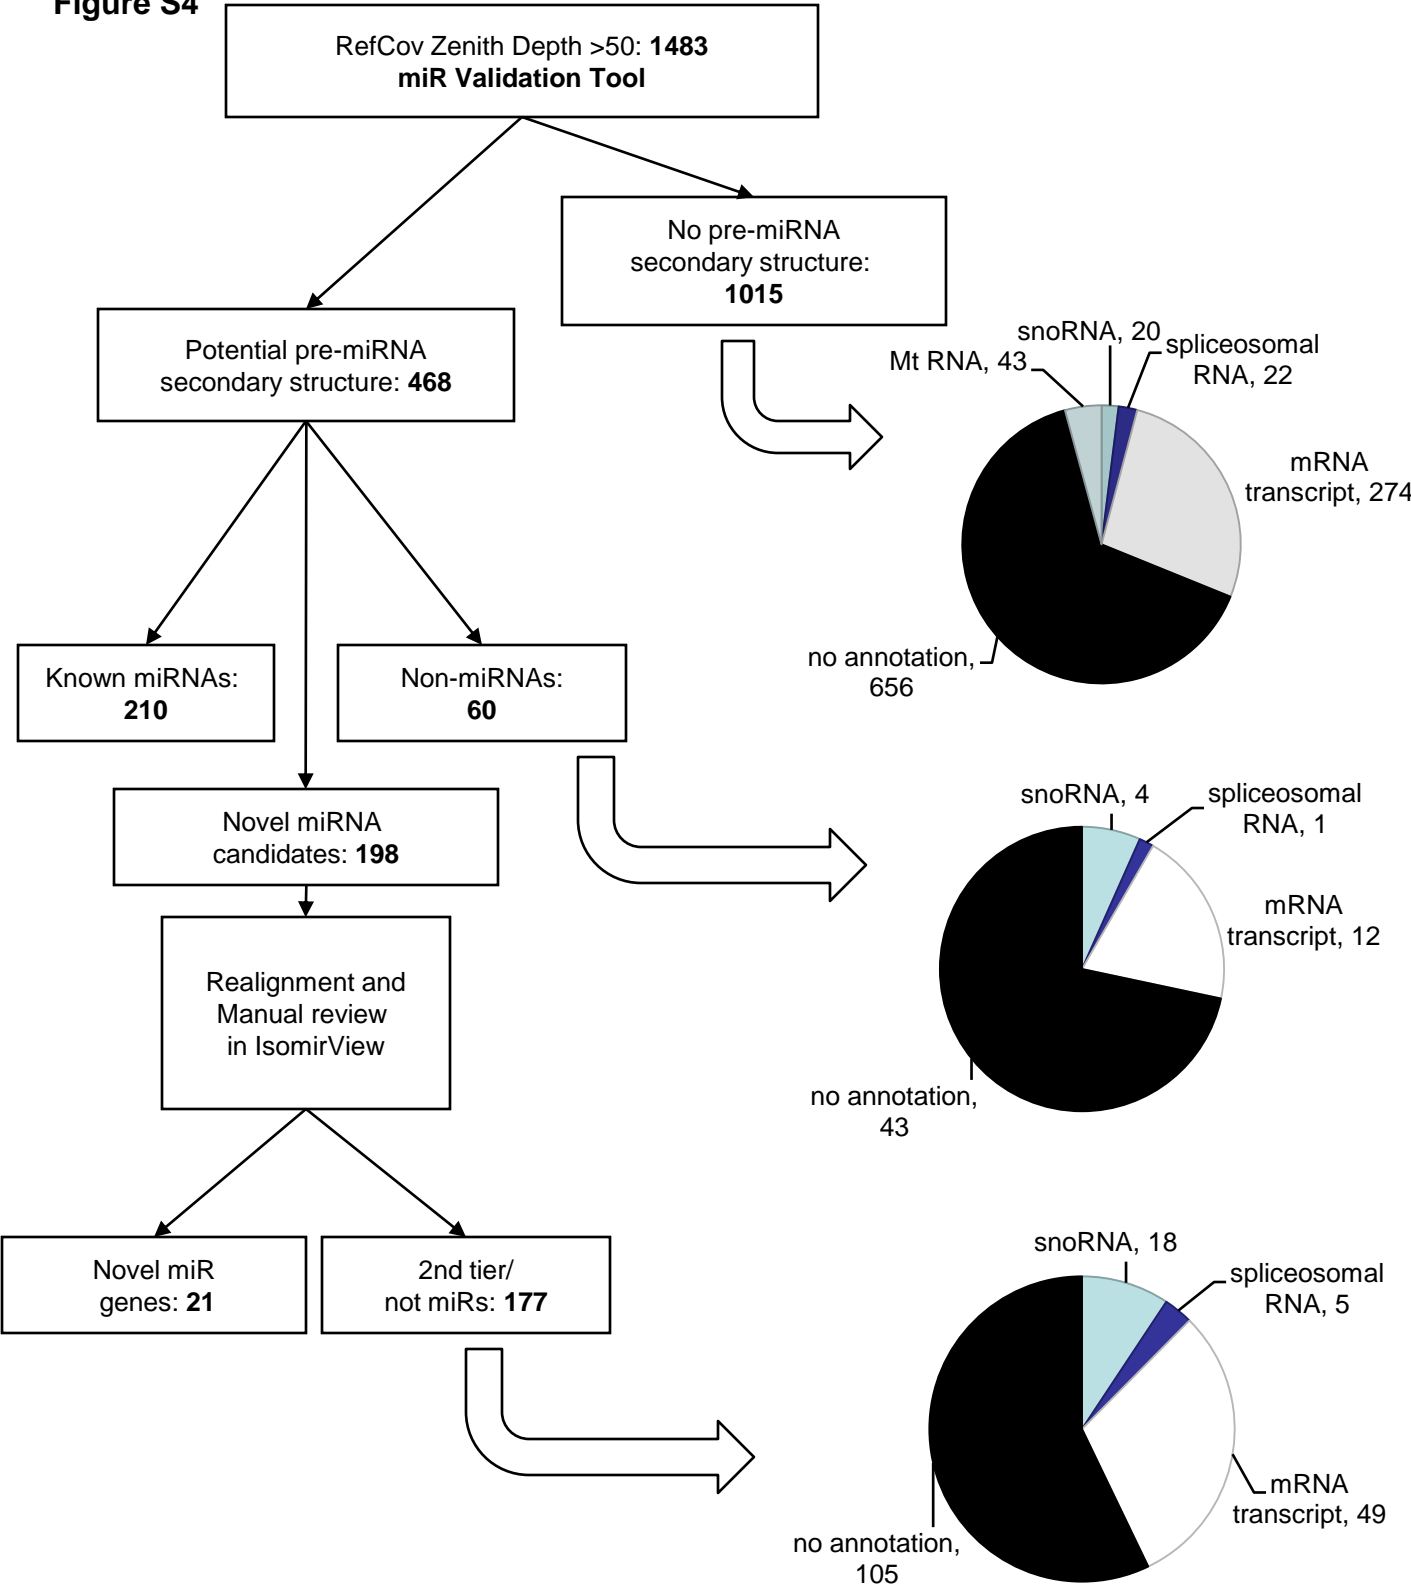 Figure S4
RefCov Zenith Depth >50: 1483
miR Validation Tool
No pre-miRNA
secondary structure:
1015
Potential pre-miRNA
secondary structure: 468
snoRNA, 20
spliceosomal
RNA, 22
Mt RNA, 43
mRNA
transcript, 274
no annotation,
656
Known miRNAs:
210
Non-miRNAs:
60
Novel miRNA
candidates: 198
snoRNA, 4
spliceosomal
RNA, 1
mRNA
transcript, 12
no annotation,
43
Realignment and
Manual review
in IsomirView
Novel miR
genes: 21
2nd tier/
not miRs: 177
snoRNA, 18
spliceosomal
RNA, 5
mRNA
transcript, 49
no annotation,
105